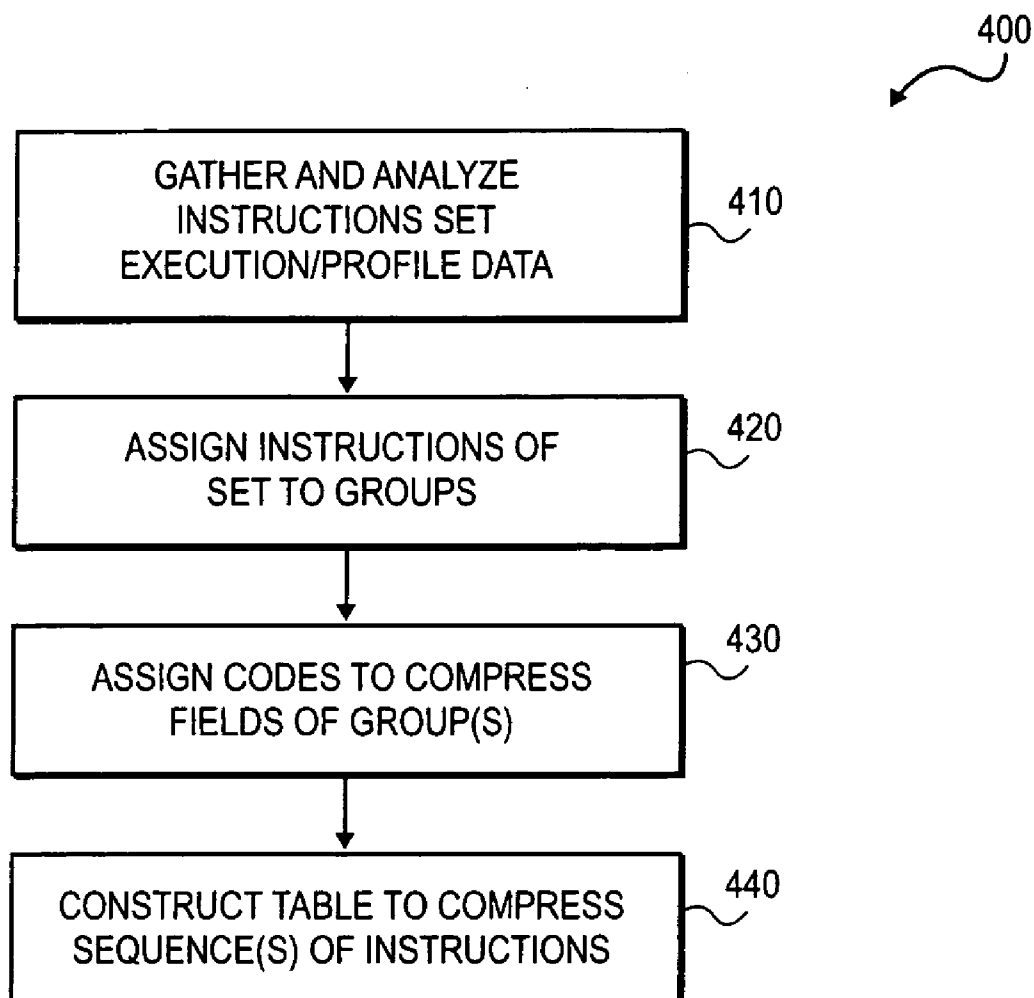 400
GATHER AND ANALYZE
INSTRUCTIONS SET
EXECUTION/PROFILE DATA
410
ASSIGN INSTRUCTIONS OF
SET TO GROUPS
420
ASSIGN CODES TO COMPRESS
FIELDS OF GROUP(S)
430
CONSTRUCT TABLE TO COMPRESS
SEQUENCE(S) OF INSTRUCTIONS
440